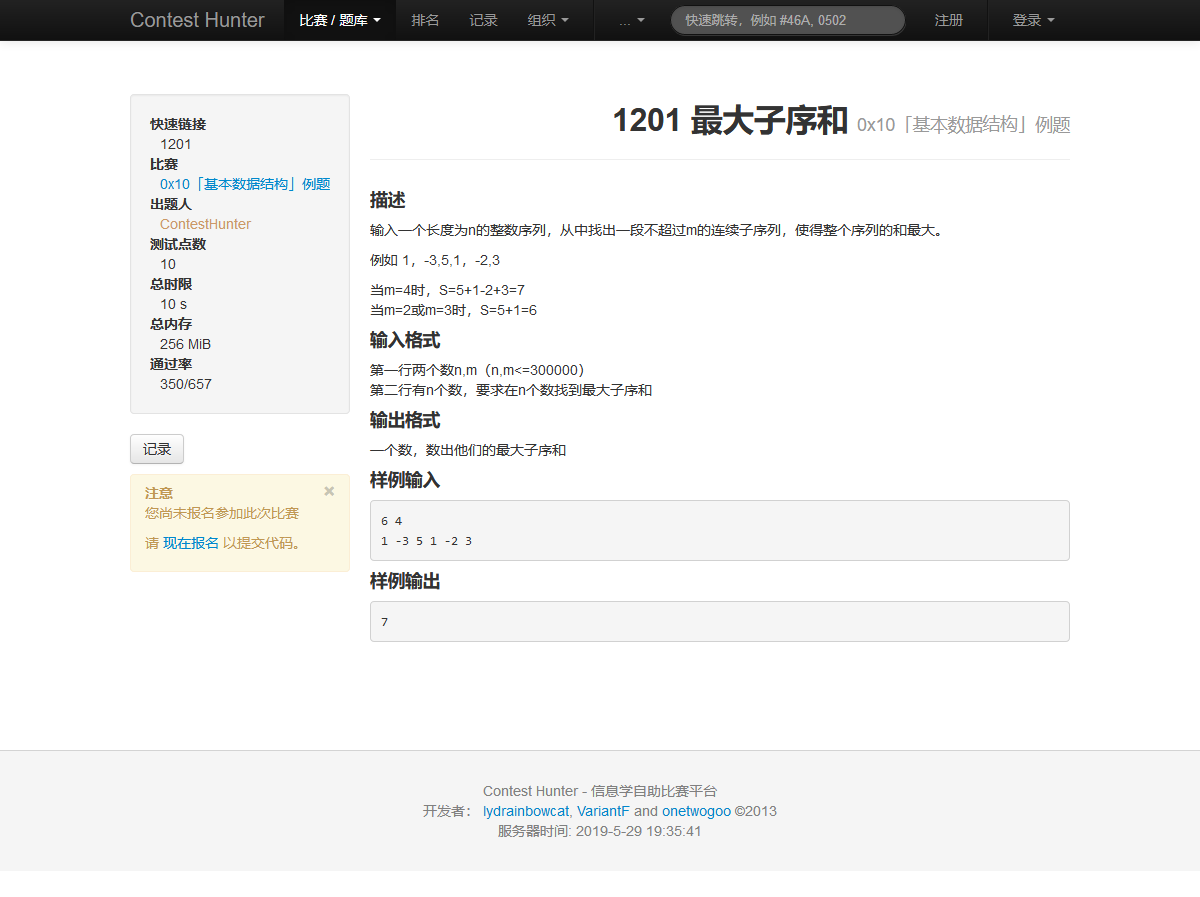 Contest Hunter 比赛 / 题库 排名 记录 组织 ... 快速跳转，例如 #46A, 0502 注册 登录
快速链接
1201
比赛
0x10「基本数据结构」例题
出题人
ContestHunter
测试点数
10
总时限
10 s
总内存
256 MiB
通过率
350/657
记录
注意 ×
您尚未报名参加此次比赛
请 现在报名 以提交代码。
1201 最大子序和 0x10「基本数据结构」例题
描述
输入一个长度为n的整数序列，从中找出一段不超过m的连续子序列，使得整个序列的和最大。
例如 1，-3,5,1，-2,3
当m=4时，S=5+1-2+3=7
当m=2或m=3时，S=5+1=6
输入格式
第一行两个数n,m（n,m<=300000）
第二行有n个数，要求在n个数找到最大子序和
输出格式
一个数，数出他们的最大子序和
样例输入
6 4
1 -3 5 1 -2 3
样例输出
7
Contest Hunter - 信息学自助比赛平台
开发者： lydrainbowcat, VariantF and onetwogoo ©2013
服务器时间: 2019-5-29 19:35:41